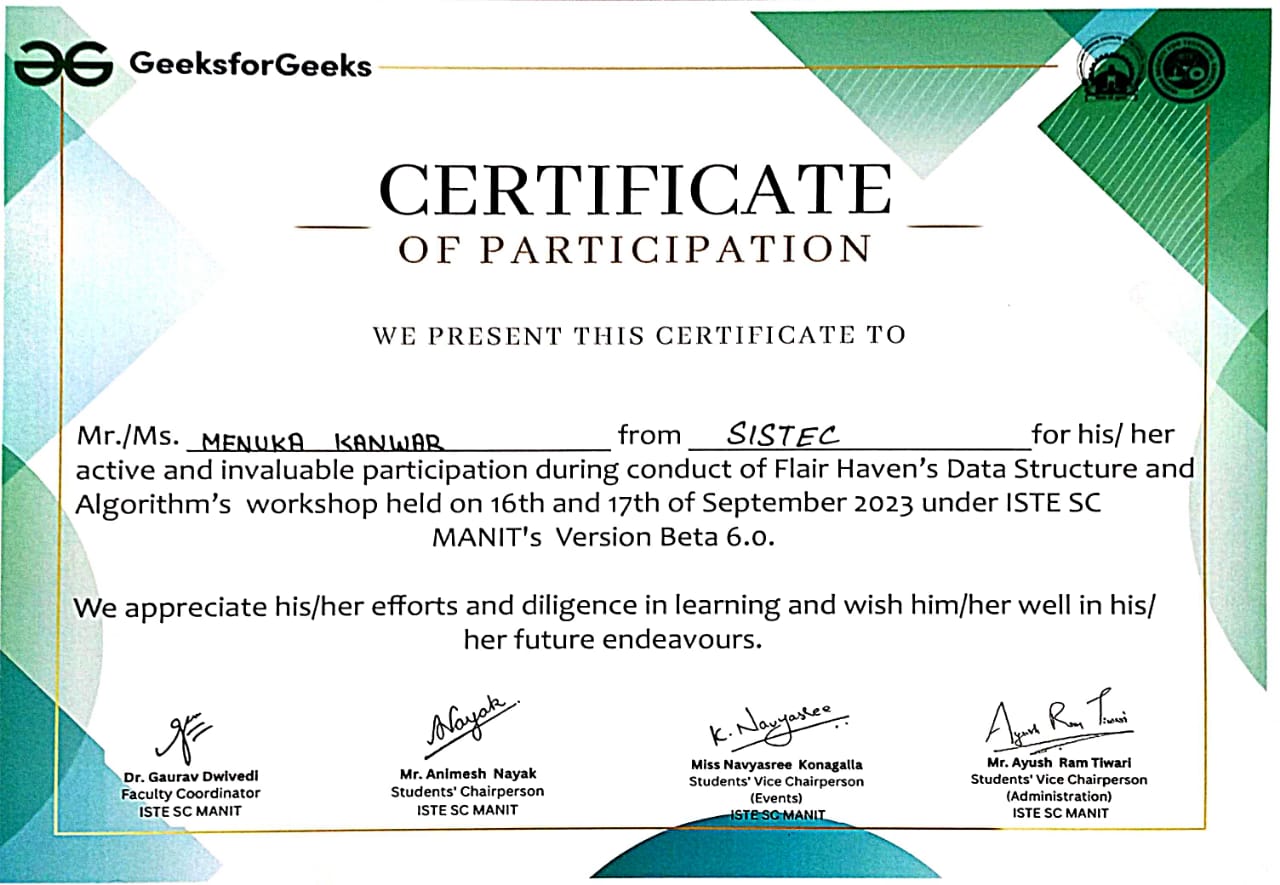 GeeksforGeeks
CERTIFICATE
OF PARTICIPATION
WE PRESENT THIS CERTIFICATE TO
Mr./Ms. MENUKA KANWAR from SISTEC for his/ her
active and invaluable participation during conduct of Flair Haven's Data Structure and
Algorithm's workshop held on 16th and 17th of September 2023 under ISTE SC
MANIT's Version Beta 6.0.
We appreciate his/her efforts and diligence in learning and wish him/her well in his/
her future endeavours.
Nayak
K. Navyasree
Ayush Ram Tiwari
Dr. Gaurav Dwivedi
Faculty Coordinator
ISTE SC MANIT
Mr. Animesh Nayak
Students' Chairperson
ISTE SC MANIT
Miss Navyasree Konagalla
Students' Vice Chairperson
(Events)
ISTE SC MANIT
Mr. Ayush Ram Tiwari
Students' Vice Chairperson
(Administration)
ISTE SC MANIT